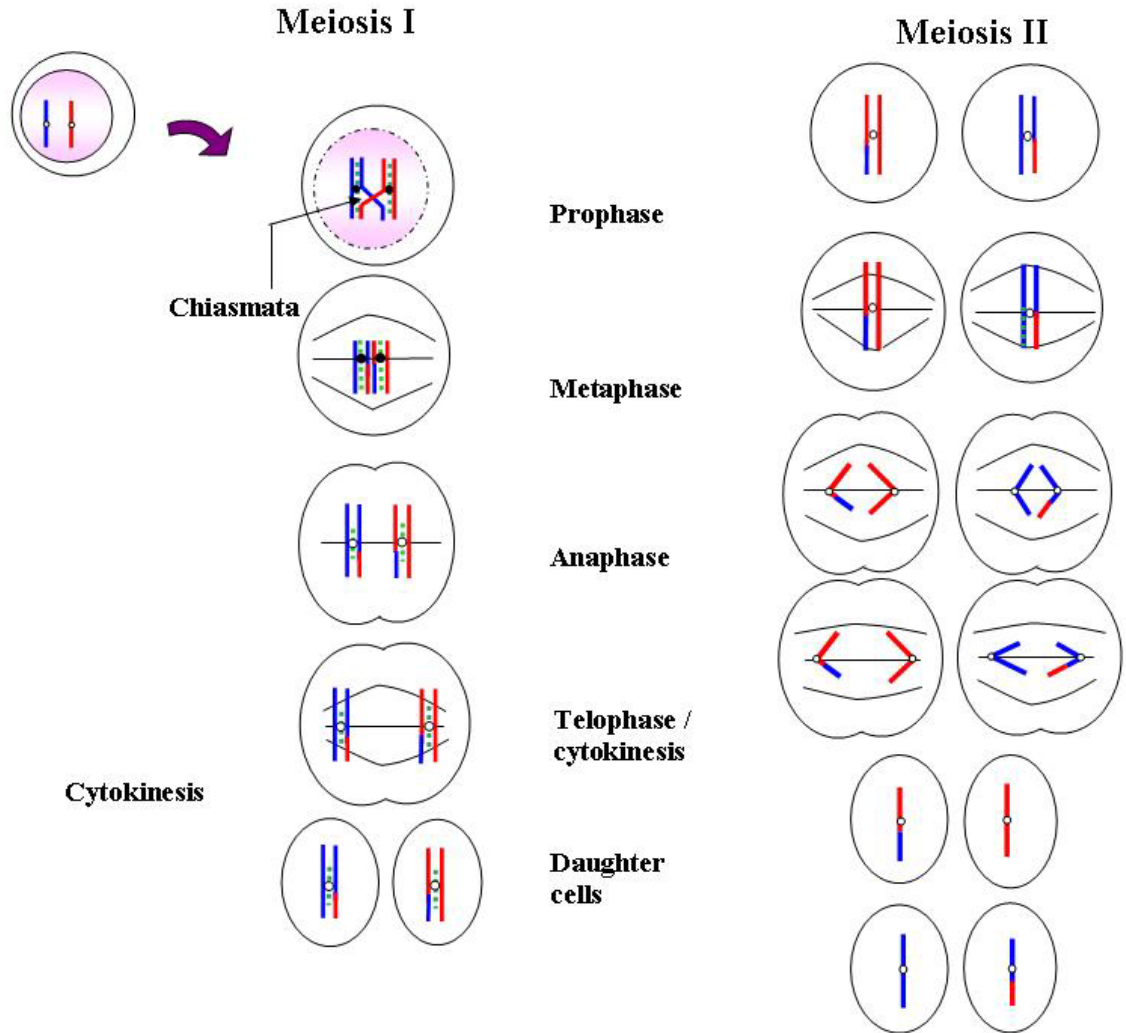 Meiosis I
Meiosis II
Prophase
Chiasmata
Metaphase
Anaphase
Telophase /
cytokinesis
Cytokinesis
Daughter
cells